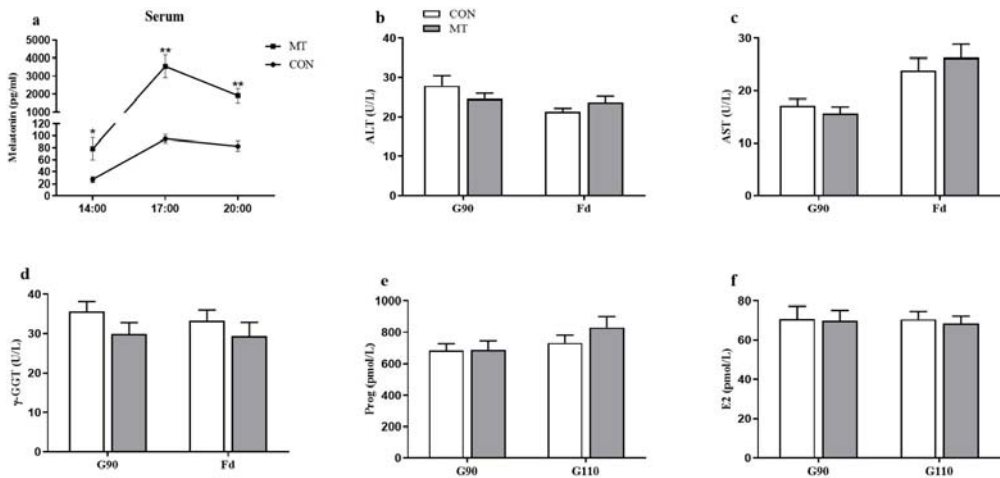 a
Serum
5000
4000
3000
2000
1000
100
80
60
40
20
0
Melatonin (pg/ml)
*
**
**
MT
CON
14:00
17:00
20:00
b
CON
MT
40
30
20
10
0
ALT (U/L)
G90
Fd
c
30
20
10
0
AST (U/L)
G90
Fd
d
40
30
20
10
0
γ-GGT (U/L)
G90
Fd
e
1000
800
600
400
200
0
Prog (pmol/L)
G90
G110
f
80
60
40
20
0
E2 (pmol/L)
G90
G110